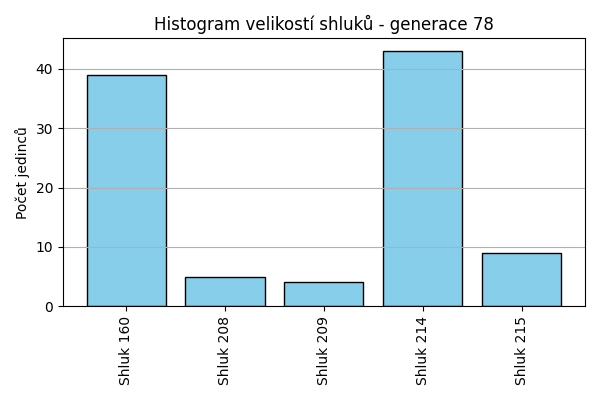 Histogram velikostí shluků - generace 78
Počet jedinců
40
30
20
10
0
Shluk 160
Shluk 208
Shluk 209
Shluk 214
Shluk 215